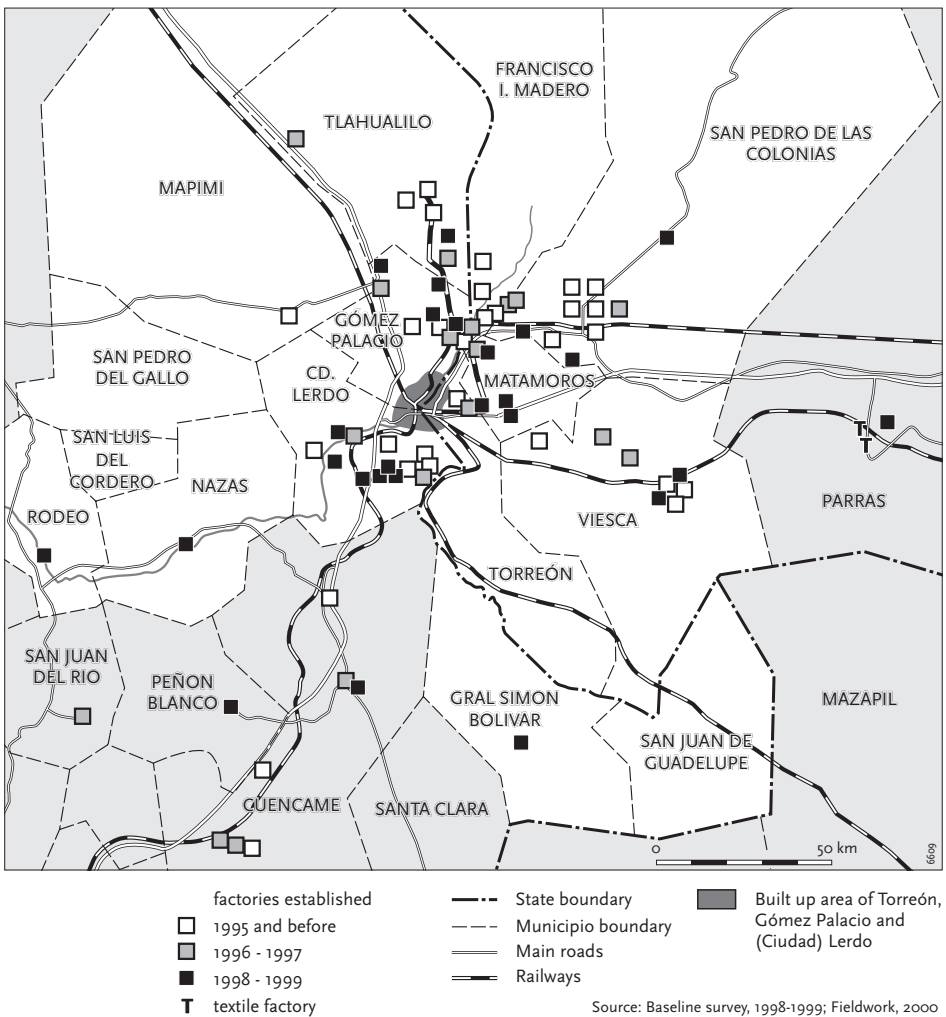 FRANCISCO
I. MADERO
TLAHUALILO
SAN PEDRO DE LAS
COLONIAS
MAPIMI
GÓMEZ
PALACIO
SAN PEDRO
DEL GALLO
CD.
LERDO
MATAMOROS
SAN LUIS
DEL
CORDERO
NAZAS
RODEO
VIESCA
PARRAS
T
T
TORREÓN
SAN JUAN
DEL RIO
PEÑON
BLANCO
GRAL SIMON
BOLIVAR
MAZAPIL
SAN JUAN DE
GUADELUPE
CUENCAME
SANTA CLARA
0 50 km
6609
factories established
1995 and before
1996 - 1997
1998 - 1999
T textile factory
State boundary
Municipio boundary
Main roads
Railways
Built up area of Torreón,
Gómez Palacio and
(Ciudad) Lerdo
Source: Baseline survey, 1998-1999; Fieldwork, 2000